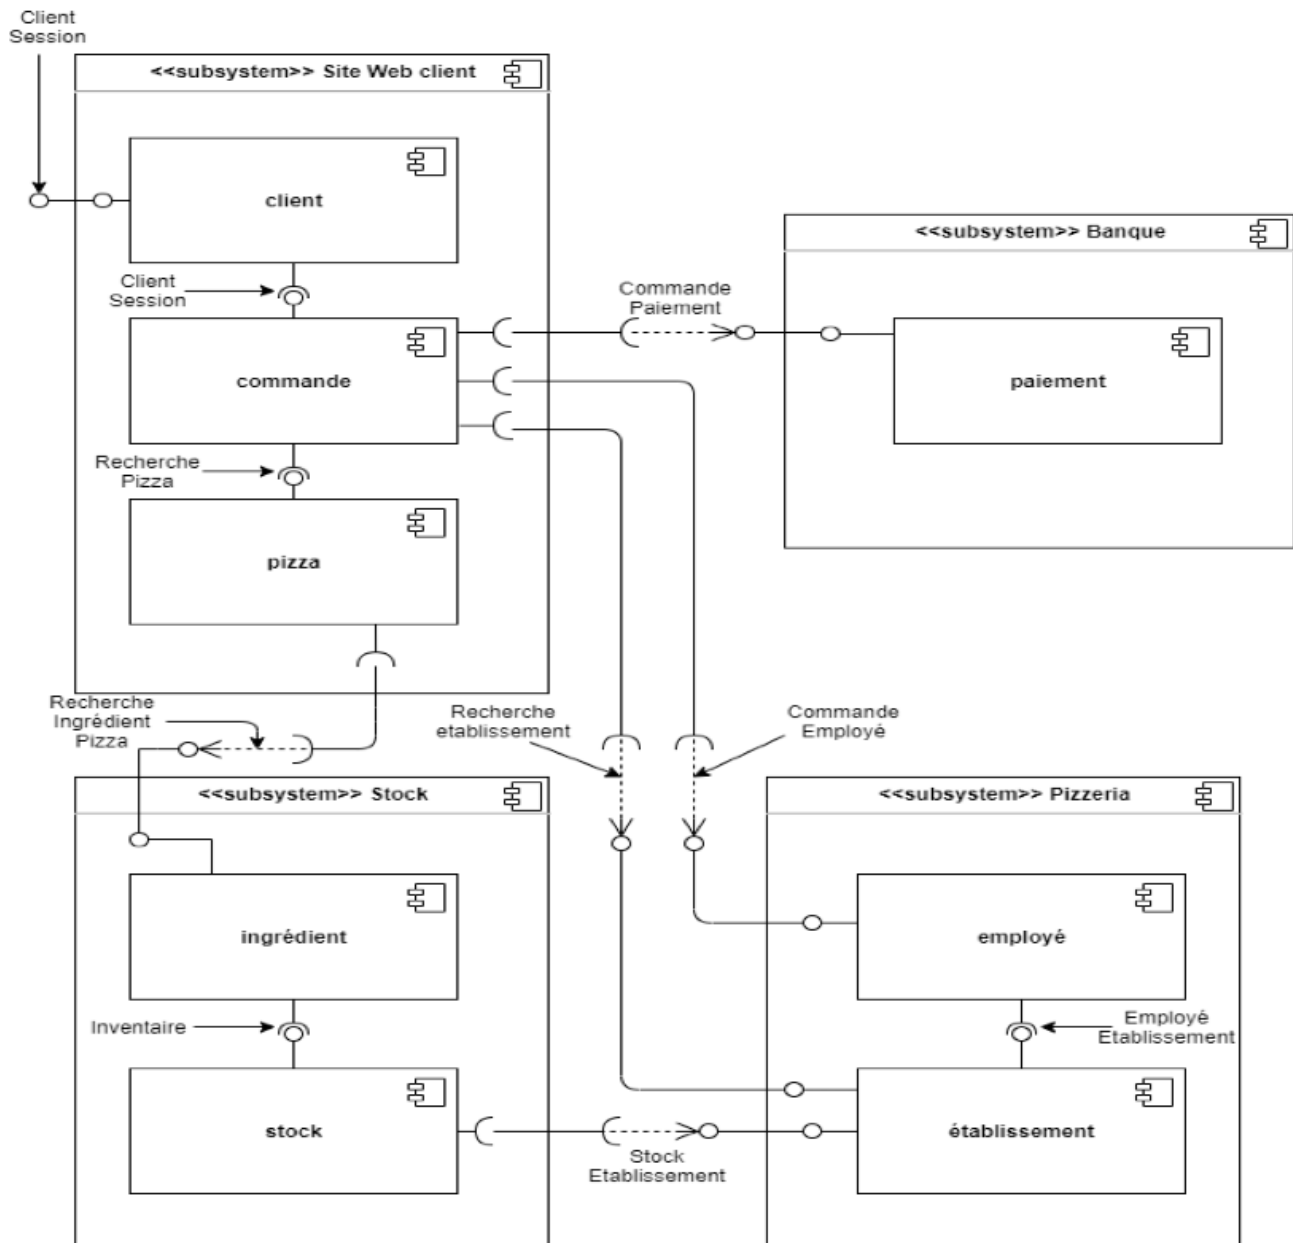 Client
Session
<<subsystem>> Site Web client
client
Client
Session
commande
Recherche
Pizza
pizza
Commande
Paiement
<<subsystem>> Banque
paiement
Recherche
Ingrédient
Pizza
Recherche
etablissement
Commande
Employé
<<subsystem>> Stock
ingrédient
Inventaire
stock
Stock
Etablissement
<<subsystem>> Pizzeria
employé
Employé
Etablissement
établissement